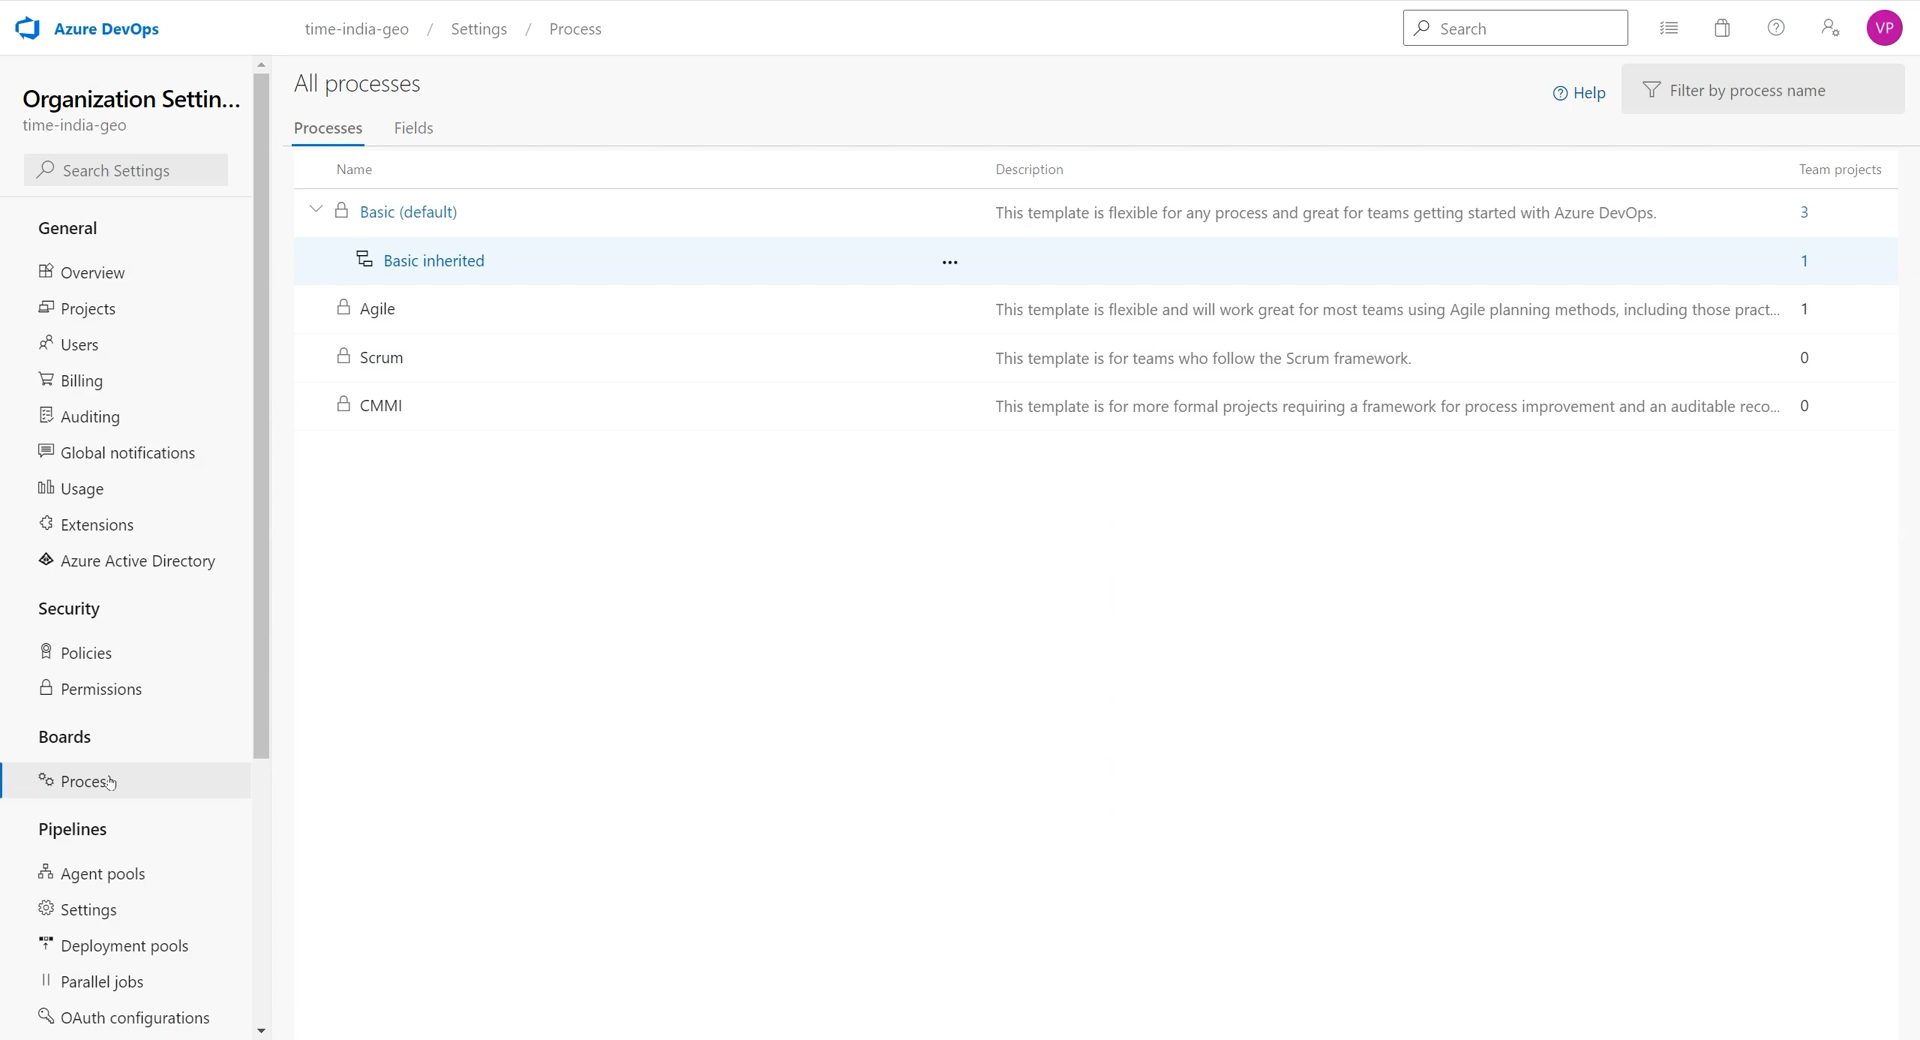 Azure DevOps
time-india-geo / Settings / Process
Search
VP
Organization Settin...
time-india-geo
Search Settings
General
Overview
Projects
Users
Billing
Auditing
Global notifications
Usage
Extensions
Azure Active Directory
Security
Policies
Permissions
Boards
Process
Pipelines
Agent pools
Settings
Deployment pools
Parallel jobs
OAuth configurations
All processes
Help
Filter by process name
Processes Fields
Name Description Team projects
Basic (default) This template is flexible for any process and great for teams getting started with Azure DevOps. 3
Basic inherited ... 1
Agile This template is flexible and will work great for most teams using Agile planning methods, including those pract... 1
Scrum This template is for teams who follow the Scrum framework. 0
CMMI This template is for more formal projects requiring a framework for process improvement and an auditable reco... 0